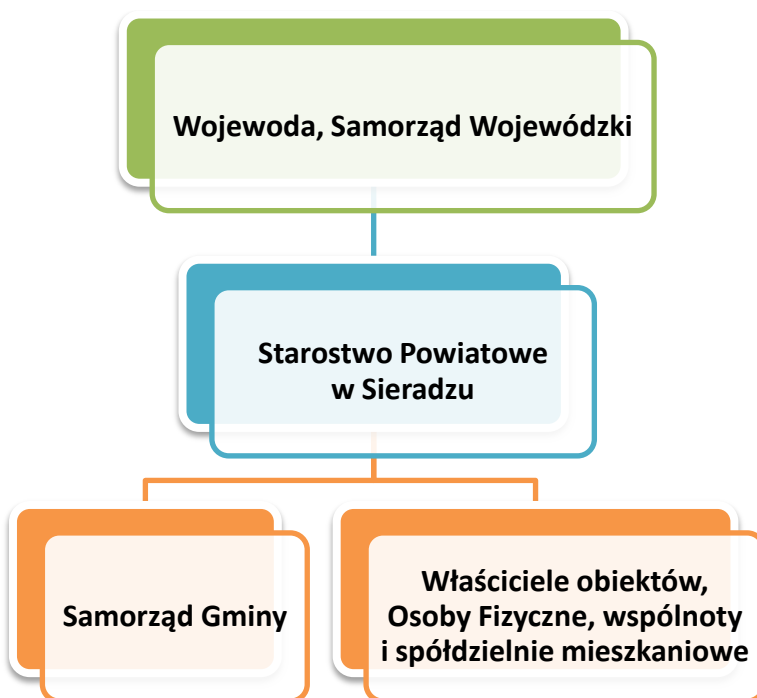 Wojewoda, Samorząd Wojewódzki
Starostwo Powiatowe
w Sieradzu
Samorząd Gminy
Właściciele obiektów,
Osoby Fizyczne, wspólnoty
i spółdzielnie mieszkaniowe